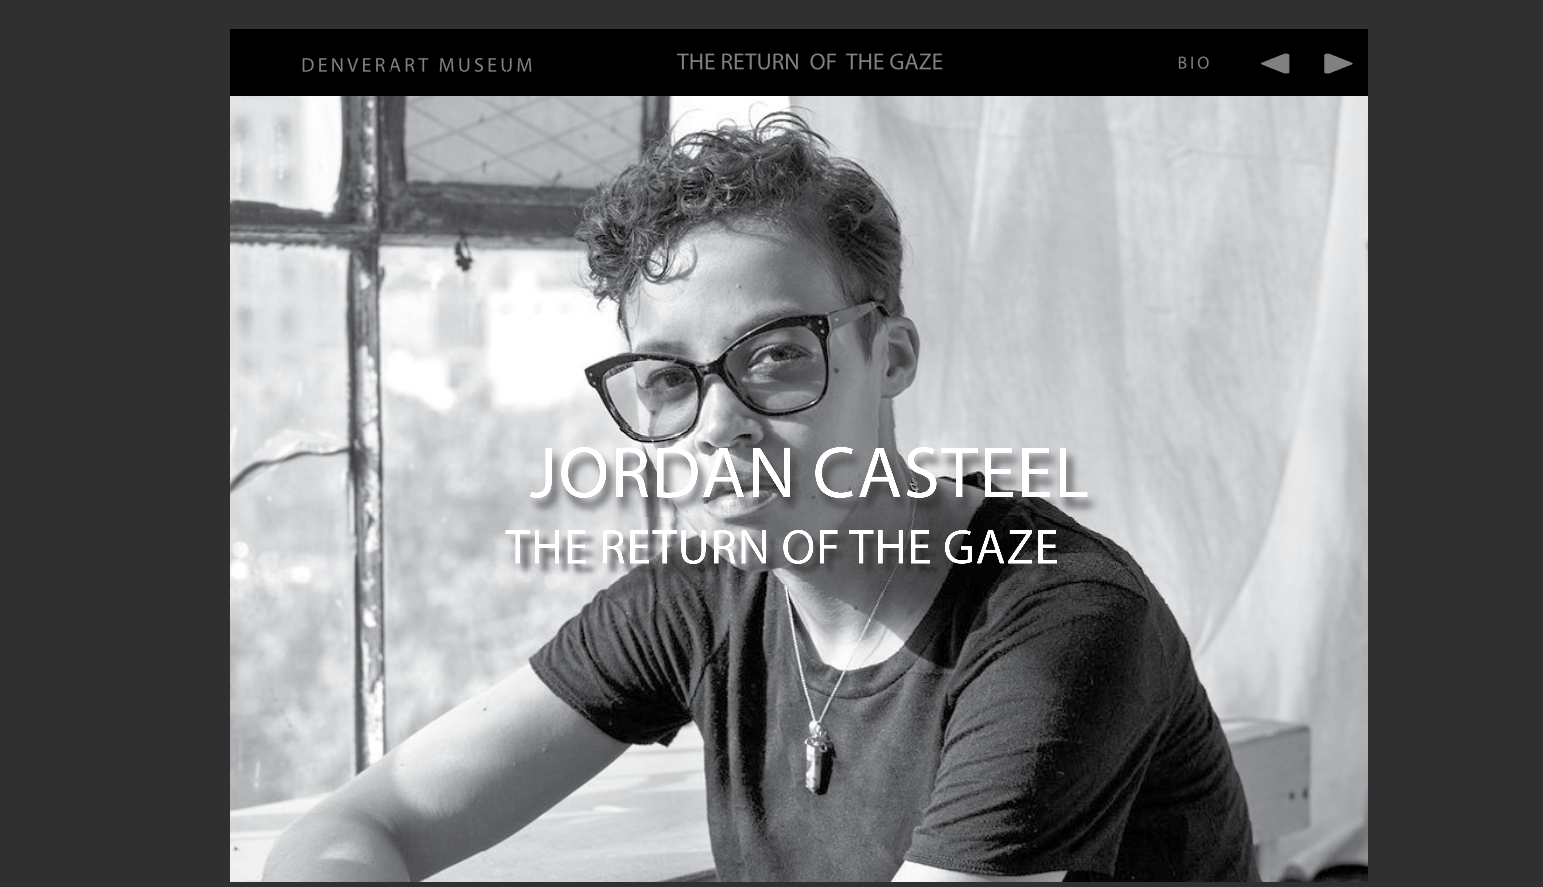 DENVERART MUSEUM
THE RETURN OF THE GAZE
BIO
JORDAN CASTEEL
THE RETURN OF THE GAZE